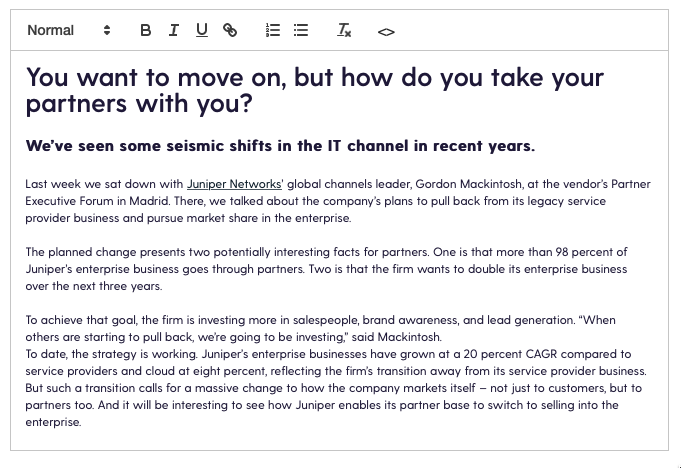 Normal B I U
You want to move on, but how do you take your
partners with you?
We've seen some seismic shifts in the IT channel in recent years.
Last week we sat down with Juniper Networks' global channels leader, Gordon Mackintosh, at the vendor's Partner
Executive Forum in Madrid. There, we talked about the company's plans to pull back from its legacy service
provider business and pursue market share in the enterprise.
The planned change presents two potentially interesting facts for partners. One is that more than 98 percent of
Juniper's enterprise business goes through partners. Two is that the firm wants to double its enterprise business
over the next three years.
To achieve that goal, the firm is investing more in salespeople, brand awareness, and lead generation. “When
others are starting to pull back, we're going to be investing,” said Mackintosh.
To date, the strategy is working. Juniper's enterprise businesses have grown at a 20 percent CAGR compared to
service providers and cloud at eight percent, reflecting the firm's transition away from its service provider business.
But such a transition calls for a massive change to how the company markets itself – not just to customers, but to
partners too. And it will be interesting to see how Juniper enables its partner base to switch to selling into the
enterprise.